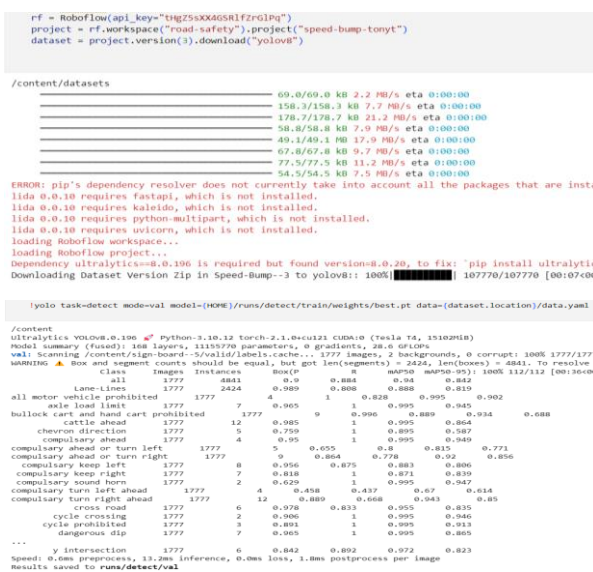 rf = Roboflow(api_key="tHgZ5sXX4GSRlfZrGlPq")
project = rf.workspace("road-safety").project("speed-bump-tonyt")
dataset = project.version(3).download("yolov8")
/content/datasets
69.0/69.0 kB 2.2 MB/s eta 0:00:00
158.3/158.3 kB 7.7 MB/s eta 0:00:00
178.7/178.7 kB 21.2 MB/s eta 0:00:00
58.8/58.8 kB 7.9 MB/s eta 0:00:00
49.1/49.1 MB 17.9 MB/s eta 0:00:00
67.8/67.8 kB 9.7 MB/s eta 0:00:00
77.5/77.5 kB 11.2 MB/s eta 0:00:00
54.5/54.5 kB 7.5 MB/s eta 0:00:00
ERROR: pip's dependency resolver does not currently take into account all the packages that are insta
lida 0.0.10 requires fastapi, which is not installed.
lida 0.0.10 requires kaleido, which is not installed.
lida 0.0.10 requires python-multipart, which is not installed.
lida 0.0.10 requires uvicorn, which is not installed.
loading Roboflow workspace...
loading Roboflow project...
Dependency ultralytics==8.0.196 is required but found version=8.0.20, to fix: `pip install ultralytic
Downloading Dataset Version Zip in Speed-Bump--3 to yolov8:: 100%| 107770/107770 [00:07<00
!yolo task=detect mode=val model={HOME}/runs/detect/train/weights/best.pt data={dataset.location}/data.yaml
/content
Ultralytics YOLOv8.0.196 🚀 Python-3.10.12 torch-2.1.0+cu121 CUDA:0 (Tesla T4, 15102MiB)
Model summary (fused): 168 layers, 11155770 parameters, 0 gradients, 28.6 GFLOPs
val: Scanning /content/sign-board--5/valid/labels.cache... 1777 images, 2 backgrounds, 0 corrupt: 100% 1777/177
WARNING ⚠️ Box and segment counts should be equal, but got len(segments) = 2424, len(boxes) = 4841. To resolve
Class Images Instances Box(P R mAP50 mAP50-95): 100% 112/112 [00:36<00
all 1777 4841 0.9 0.884 0.94 0.842
Lane-Lines 1777 2424 0.989 0.808 0.888 0.819
all motor vehicle prohibited 1777 4 1 0.828 0.995 0.902
axle load limit 1777 7 0.965 1 0.995 0.945
bullock cart and hand cart prohibited 1777 9 0.996 0.889 0.934 0.688
cattle ahead 1777 12 0.985 1 0.995 0.864
chevron direction 1777 5 0.759 1 0.895 0.587
compulsary ahead 1777 4 0.95 1 0.995 0.949
compulsary ahead or turn left 1777 5 0.655 0.8 0.815 0.771
compulsary ahead or turn right 1777 9 0.864 0.778 0.92 0.856
compulsary keep left 1777 8 0.956 0.875 0.883 0.806
compulsary keep right 1777 7 0.818 1 0.871 0.839
compulsary sound horn 1777 2 0.629 1 0.995 0.947
compulsary turn left ahead 1777 4 0.458 0.437 0.67 0.614
compulsary turn right ahead 1777 12 0.889 0.668 0.943 0.85
cross road 1777 6 0.978 0.833 0.955 0.835
cycle crossing 1777 2 0.906 1 0.995 0.946
cycle prohibited 1777 3 0.891 1 0.995 0.913
dangerous dip 1777 7 0.965 1 0.995 0.865
...
y intersection 1777 6 0.842 0.892 0.972 0.823
Speed: 0.6ms preprocess, 13.2ms inference, 0.0ms loss, 1.8ms postprocess per image
Results saved to runs/detect/val